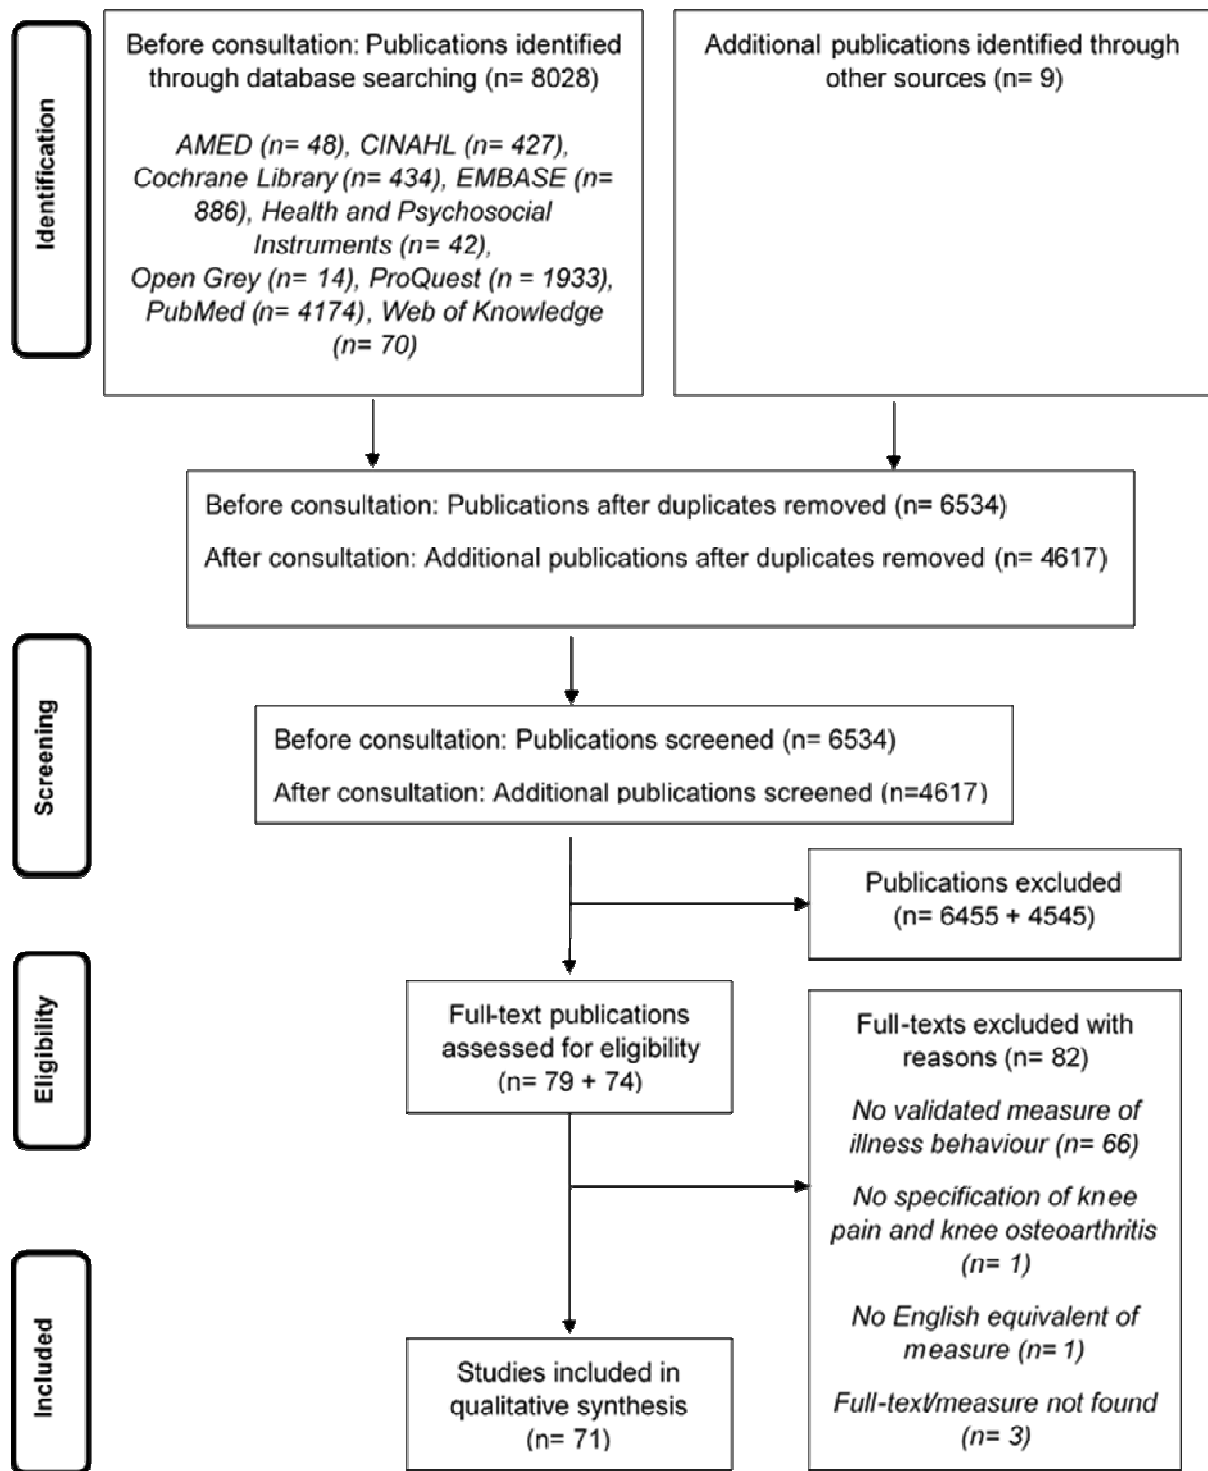 Identification
Before consultation: Publications identified
through database searching (n= 8028)
AMED (n= 48), CINAHL (n= 427),
Cochrane Library (n= 434), EMBASE (n=
886), Health and Psychosocial
Instruments (n= 42),
Open Grey (n= 14), ProQuest (n = 1933),
PubMed (n= 4174), Web of Knowledge
(n= 70)
Additional publications identified through
other sources (n= 9)
Before consultation: Publications after duplicates removed (n= 6534)
After consultation: Additional publications after duplicates removed (n= 4617)
Screening
Before consultation: Publications screened (n= 6534)
After consultation: Additional publications screened (n=4617)
Publications excluded
(n= 6455 + 4545)
Eligibility
Full-text publications
assessed for eligibility
(n= 79 + 74)
Full-texts excluded with
reasons (n= 82)
No validated measure of
illness behaviour (n= 66)
No specification of knee
pain and knee osteoarthritis
(n= 1)
No English equivalent of
measure (n= 1)
Full-text/measure not found
(n= 3)
Included
Studies included in
qualitative synthesis
(n= 71)